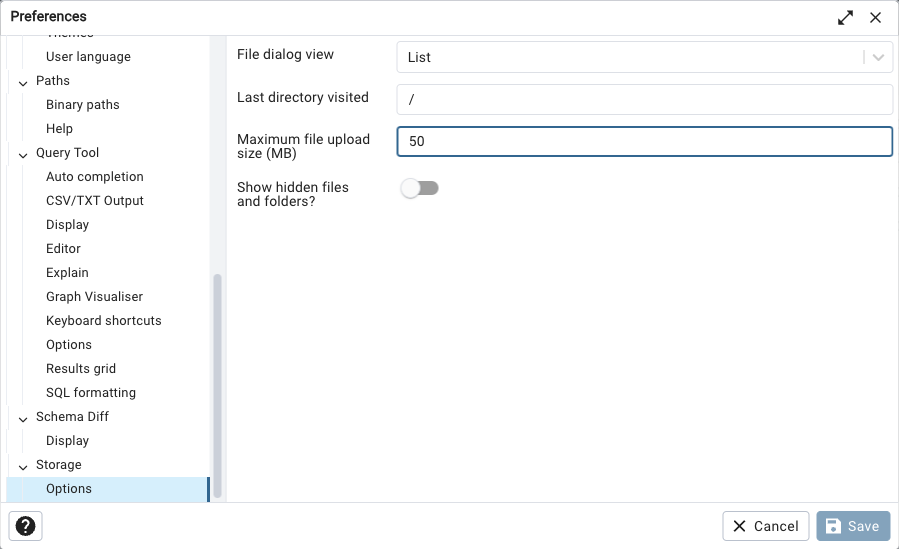 Preferences
Themes
User language
Paths
Binary paths
Help
Query Tool
Auto completion
CSV/TXT Output
Display
Editor
Explain
Graph Visualiser
Keyboard shortcuts
Options
Results grid
SQL formatting
Schema Diff
Display
Storage
Options
File dialog view
List
Last directory visited
/
Maximum file upload
size (MB)
50
Show hidden files
and folders?
?
Cancel
Save